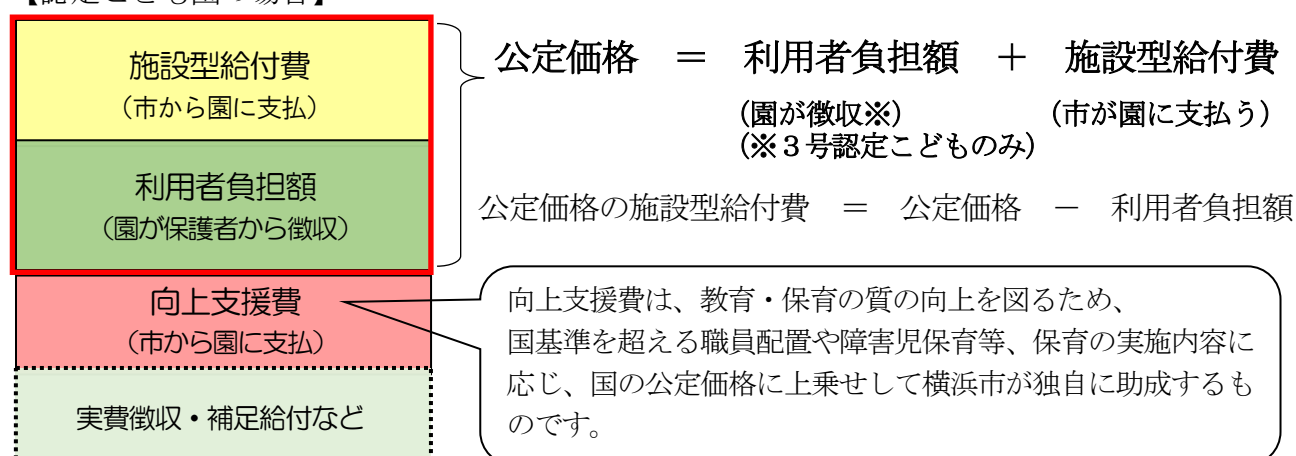 【認定こども園の場合】
施設型給付費
（市から園に支払）
利用者負担額
（園が保護者から徴収）
向上支援費
（市から園に支払）
実費徴収・補足給付など
公定価格　＝　利用者負担額　＋　施設型給付費
（園が徴収※）　（市が園に支払う）
（※３号認定こどものみ）
公定価格の施設型給付費　＝　公定価格　－　利用者負担額
向上支援費は、教育・保育の質の向上を図るため、
国基準を超える職員配置や障害児保育等、保育の実施内容に
応じ、国の公定価格に上乗せして横浜市が独自に助成するも
のです。